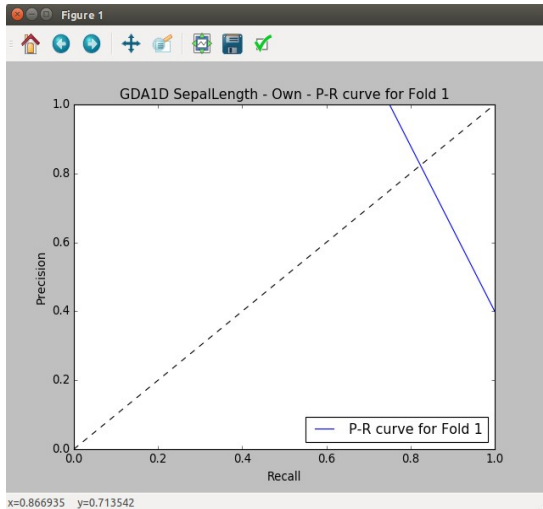 Figure 1
GDA1D SepalLength - Own - P-R curve for Fold 1
1.0
0.8
0.6
0.4
0.2
0.0
Precision
0.0 0.2 0.4 0.6 0.8 1.0
Recall
P-R curve for Fold 1
x=0.866935 y=0.713542